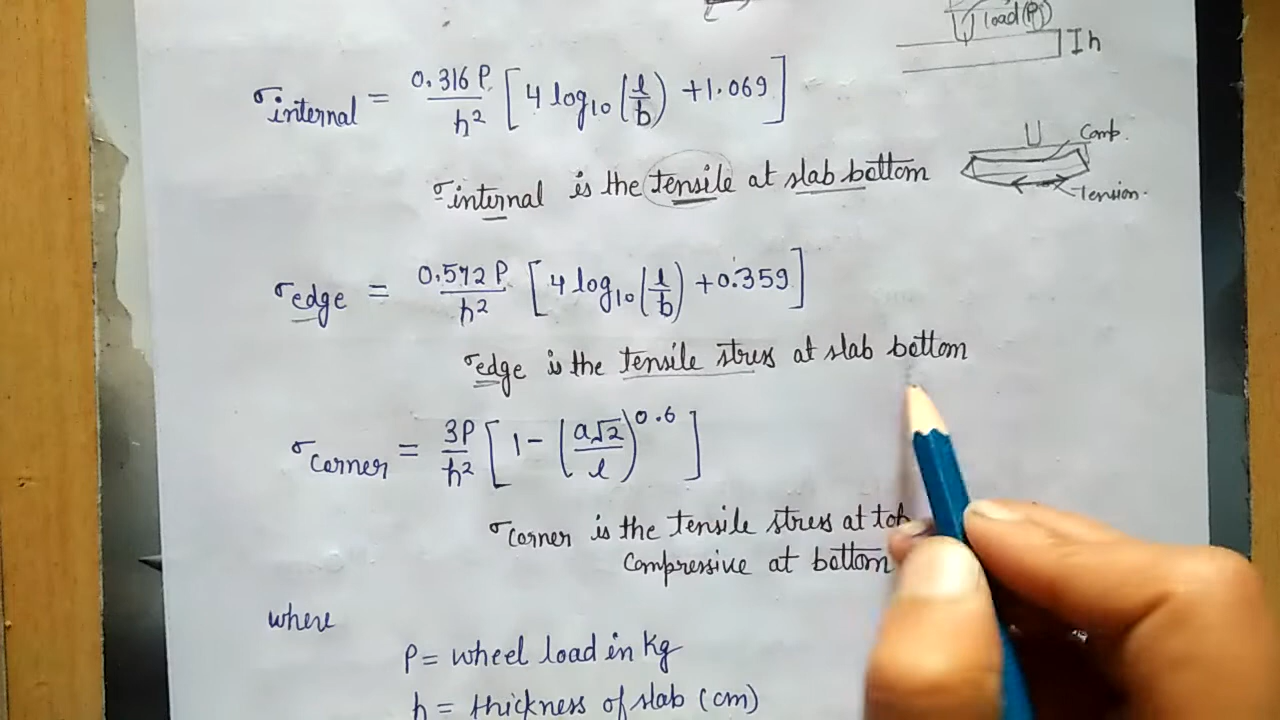 load(P)
h
σinternal = 0.316 P / h² [4 log10 (l/b) + 1.069]
Comp.
σinternal is the tensile at slab bottom
Tension.
σedge = 0.572 P / h² [4 log10 (l/b) + 0.359]
σedge is the tensile stress at slab bottom
σCorner = 3P / h² [1 - (a√2 / l)^0.6]
σCorner is the tensile stress at top
Compressive at bottom
where
P = wheel load in Kg
h = thickness of slab (cm)